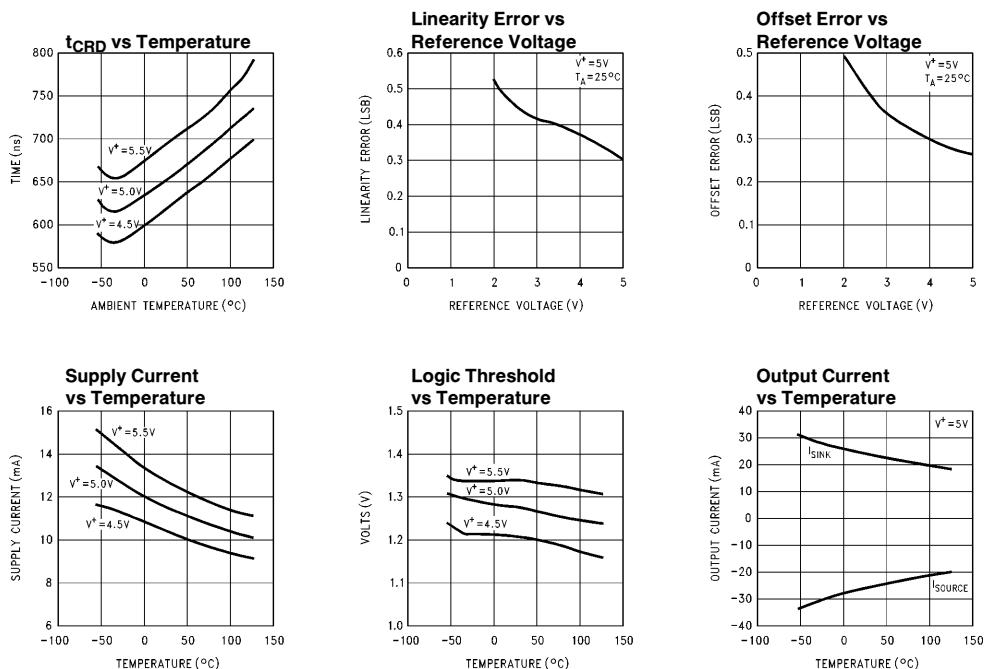 t_CRD vs Temperature
800
750
700
650
600
550
-100 -50 0 50 100 150
TIME (ns)
AMBIENT TEMPERATURE (°C)
V⁺=5.5V
V⁺=5.0V
V⁺=4.5V
Linearity Error vs
Reference Voltage
0.6
0.5
0.4
0.3
0.2
0.1
0
0 1 2 3 4 5
LINEARITY ERROR (LSB)
REFERENCE VOLTAGE (V)
V⁺=5V
T_A=25°C
Offset Error vs
Reference Voltage
0.5
0.4
0.3
0.2
0.1
0
0 1 2 3 4 5
OFFSET ERROR (LSB)
REFERENCE VOLTAGE (V)
V⁺=5V
T_A=25°C
Supply Current
vs Temperature
16
14
12
10
8
6
-100 -50 0 50 100 150
SUPPLY CURRENT (mA)
TEMPERATURE (°C)
V⁺=5.5V
V⁺=5.0V
V⁺=4.5V
Logic Threshold
vs Temperature
1.5
1.4
1.3
1.2
1.1
1.0
-100 -50 0 50 100 150
VOLTS (V)
TEMPERATURE (°C)
V⁺=5.5V
V⁺=5.0V
V⁺=4.5V
Output Current
vs Temperature
40
30
20
10
0
-10
-20
-30
-40
-100 -50 0 50 100 150
OUTPUT CURRENT (mA)
TEMPERATURE (°C)
V⁺=5V
I_SINK
I_SOURCE